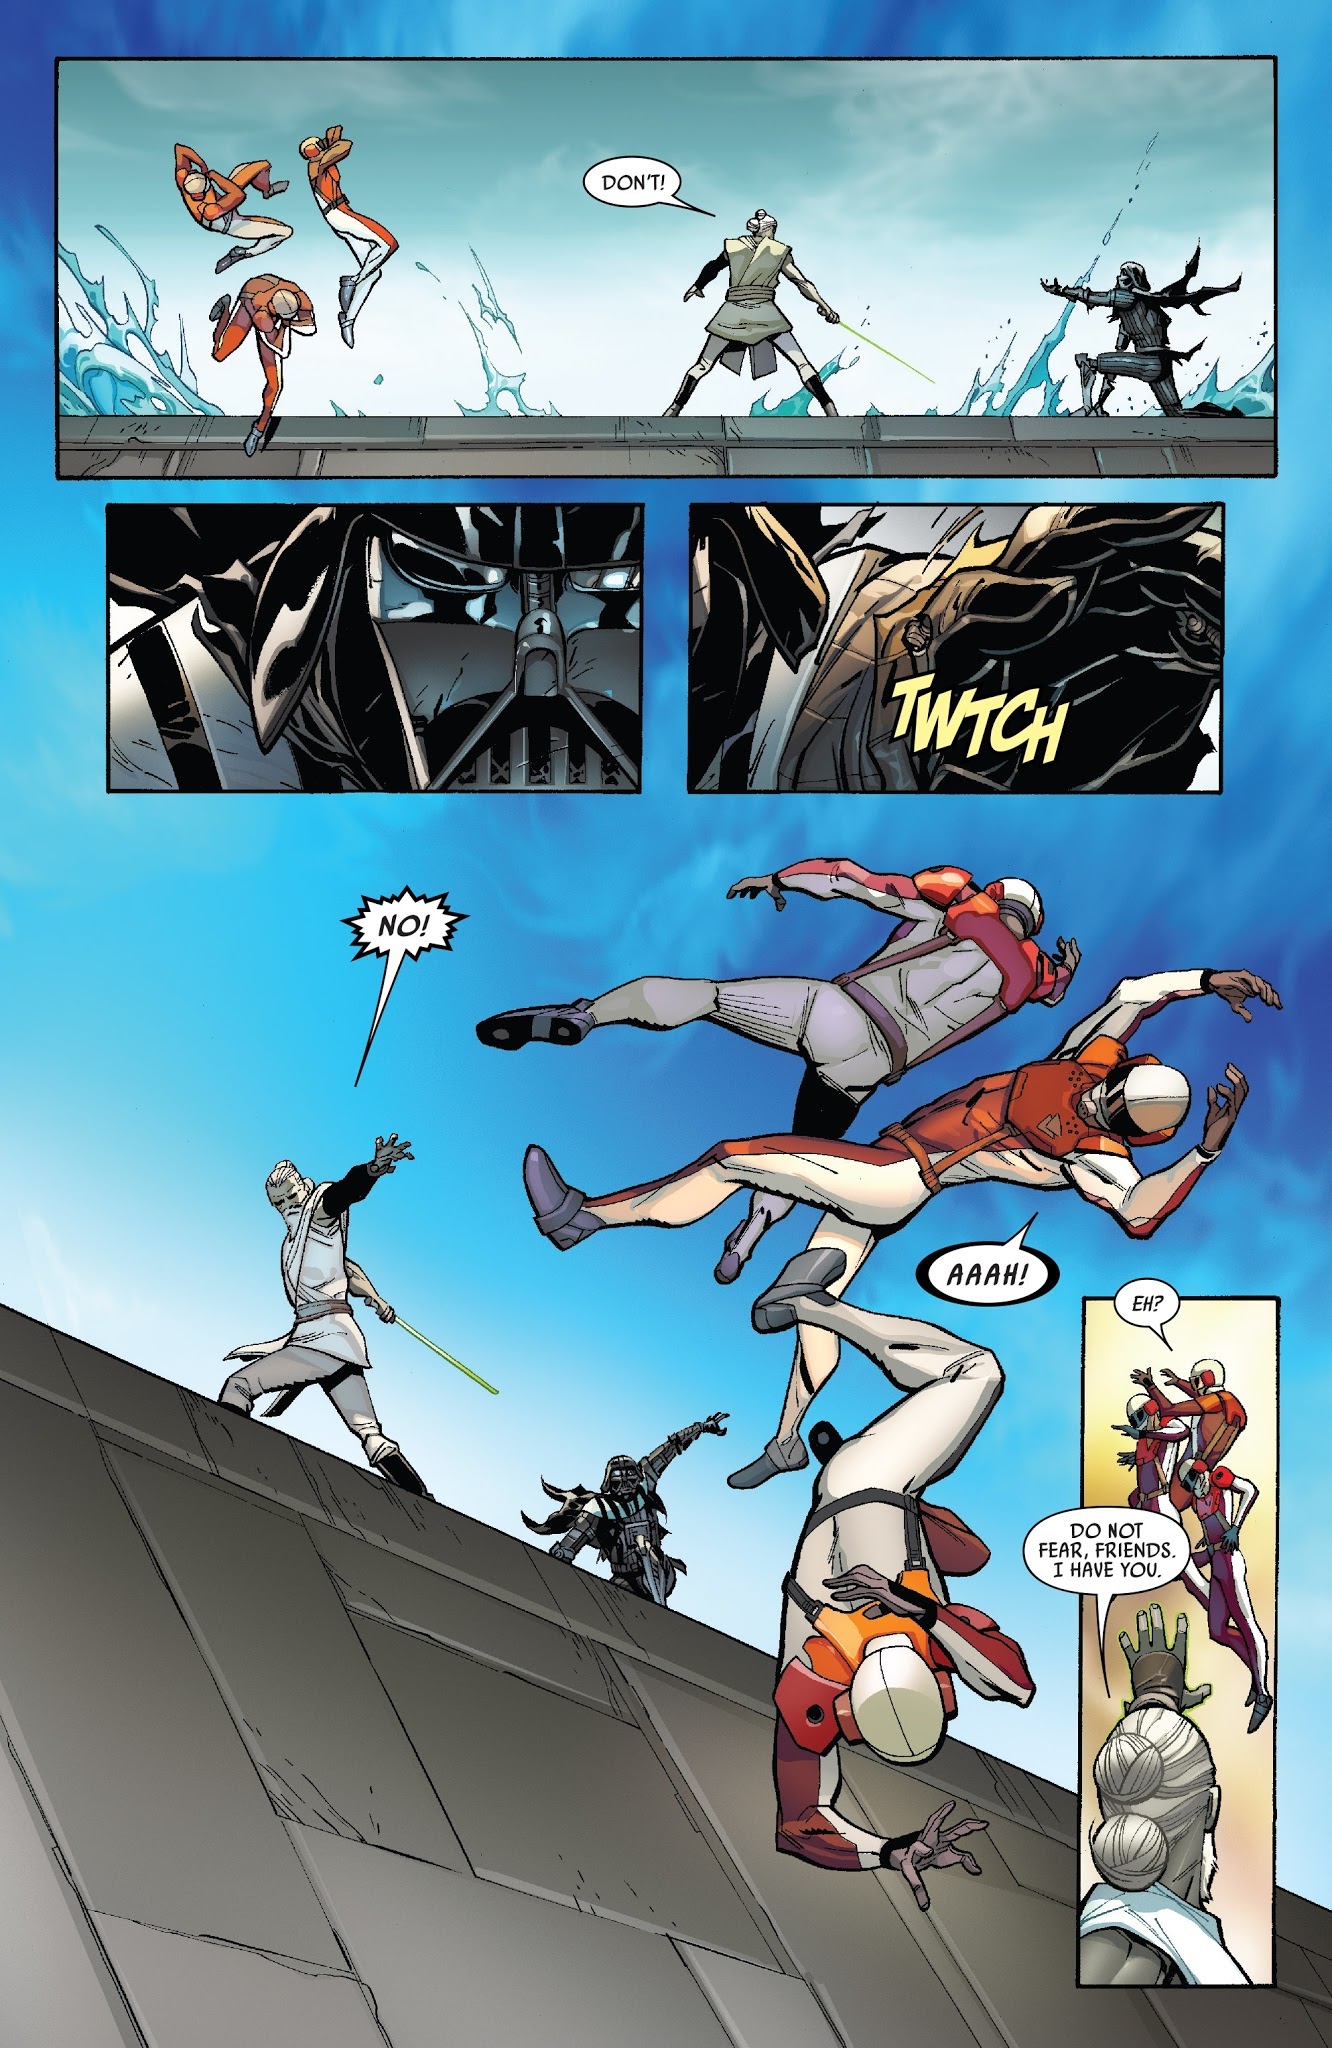 DON'T!
TWTCH
NO!
AAAH!
EH?
DO NOT
FEAR, FRIENDS.
I HAVE YOU.